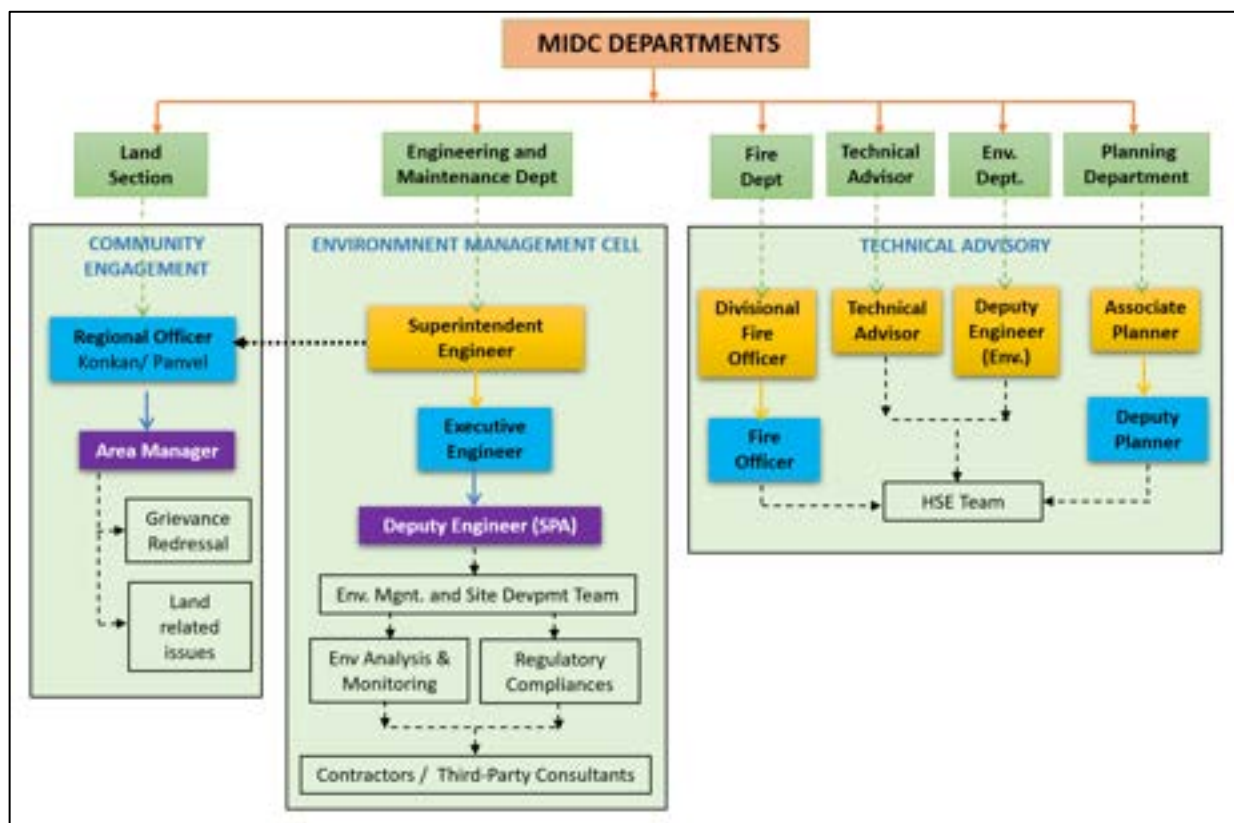 MIDC DEPARTMENTS
Land
Section
Engineering and
Maintenance Dept
Fire
Dept
Technical
Advisor
Env.
Dept.
Planning
Department
COMMUNITY
ENGAGEMENT
Regional Officer
Konkan/ Panvel
Area Manager
Grievance
Redressal
Land
related
issues
ENVIRONMNENT MANAGEMENT CELL
Superintendent
Engineer
Executive
Engineer
Deputy Engineer (SPA)
Env. Mgnt. and Site Devpmt Team
Env Analysis &
Monitoring
Regulatory
Compliances
Contractors / Third-Party Consultants
TECHNICAL ADVISORY
Divisional
Fire
Officer
Technical
Advisor
Deputy
Engineer
(Env.)
Associate
Planner
Fire
Officer
Deputy
Planner
HSE Team